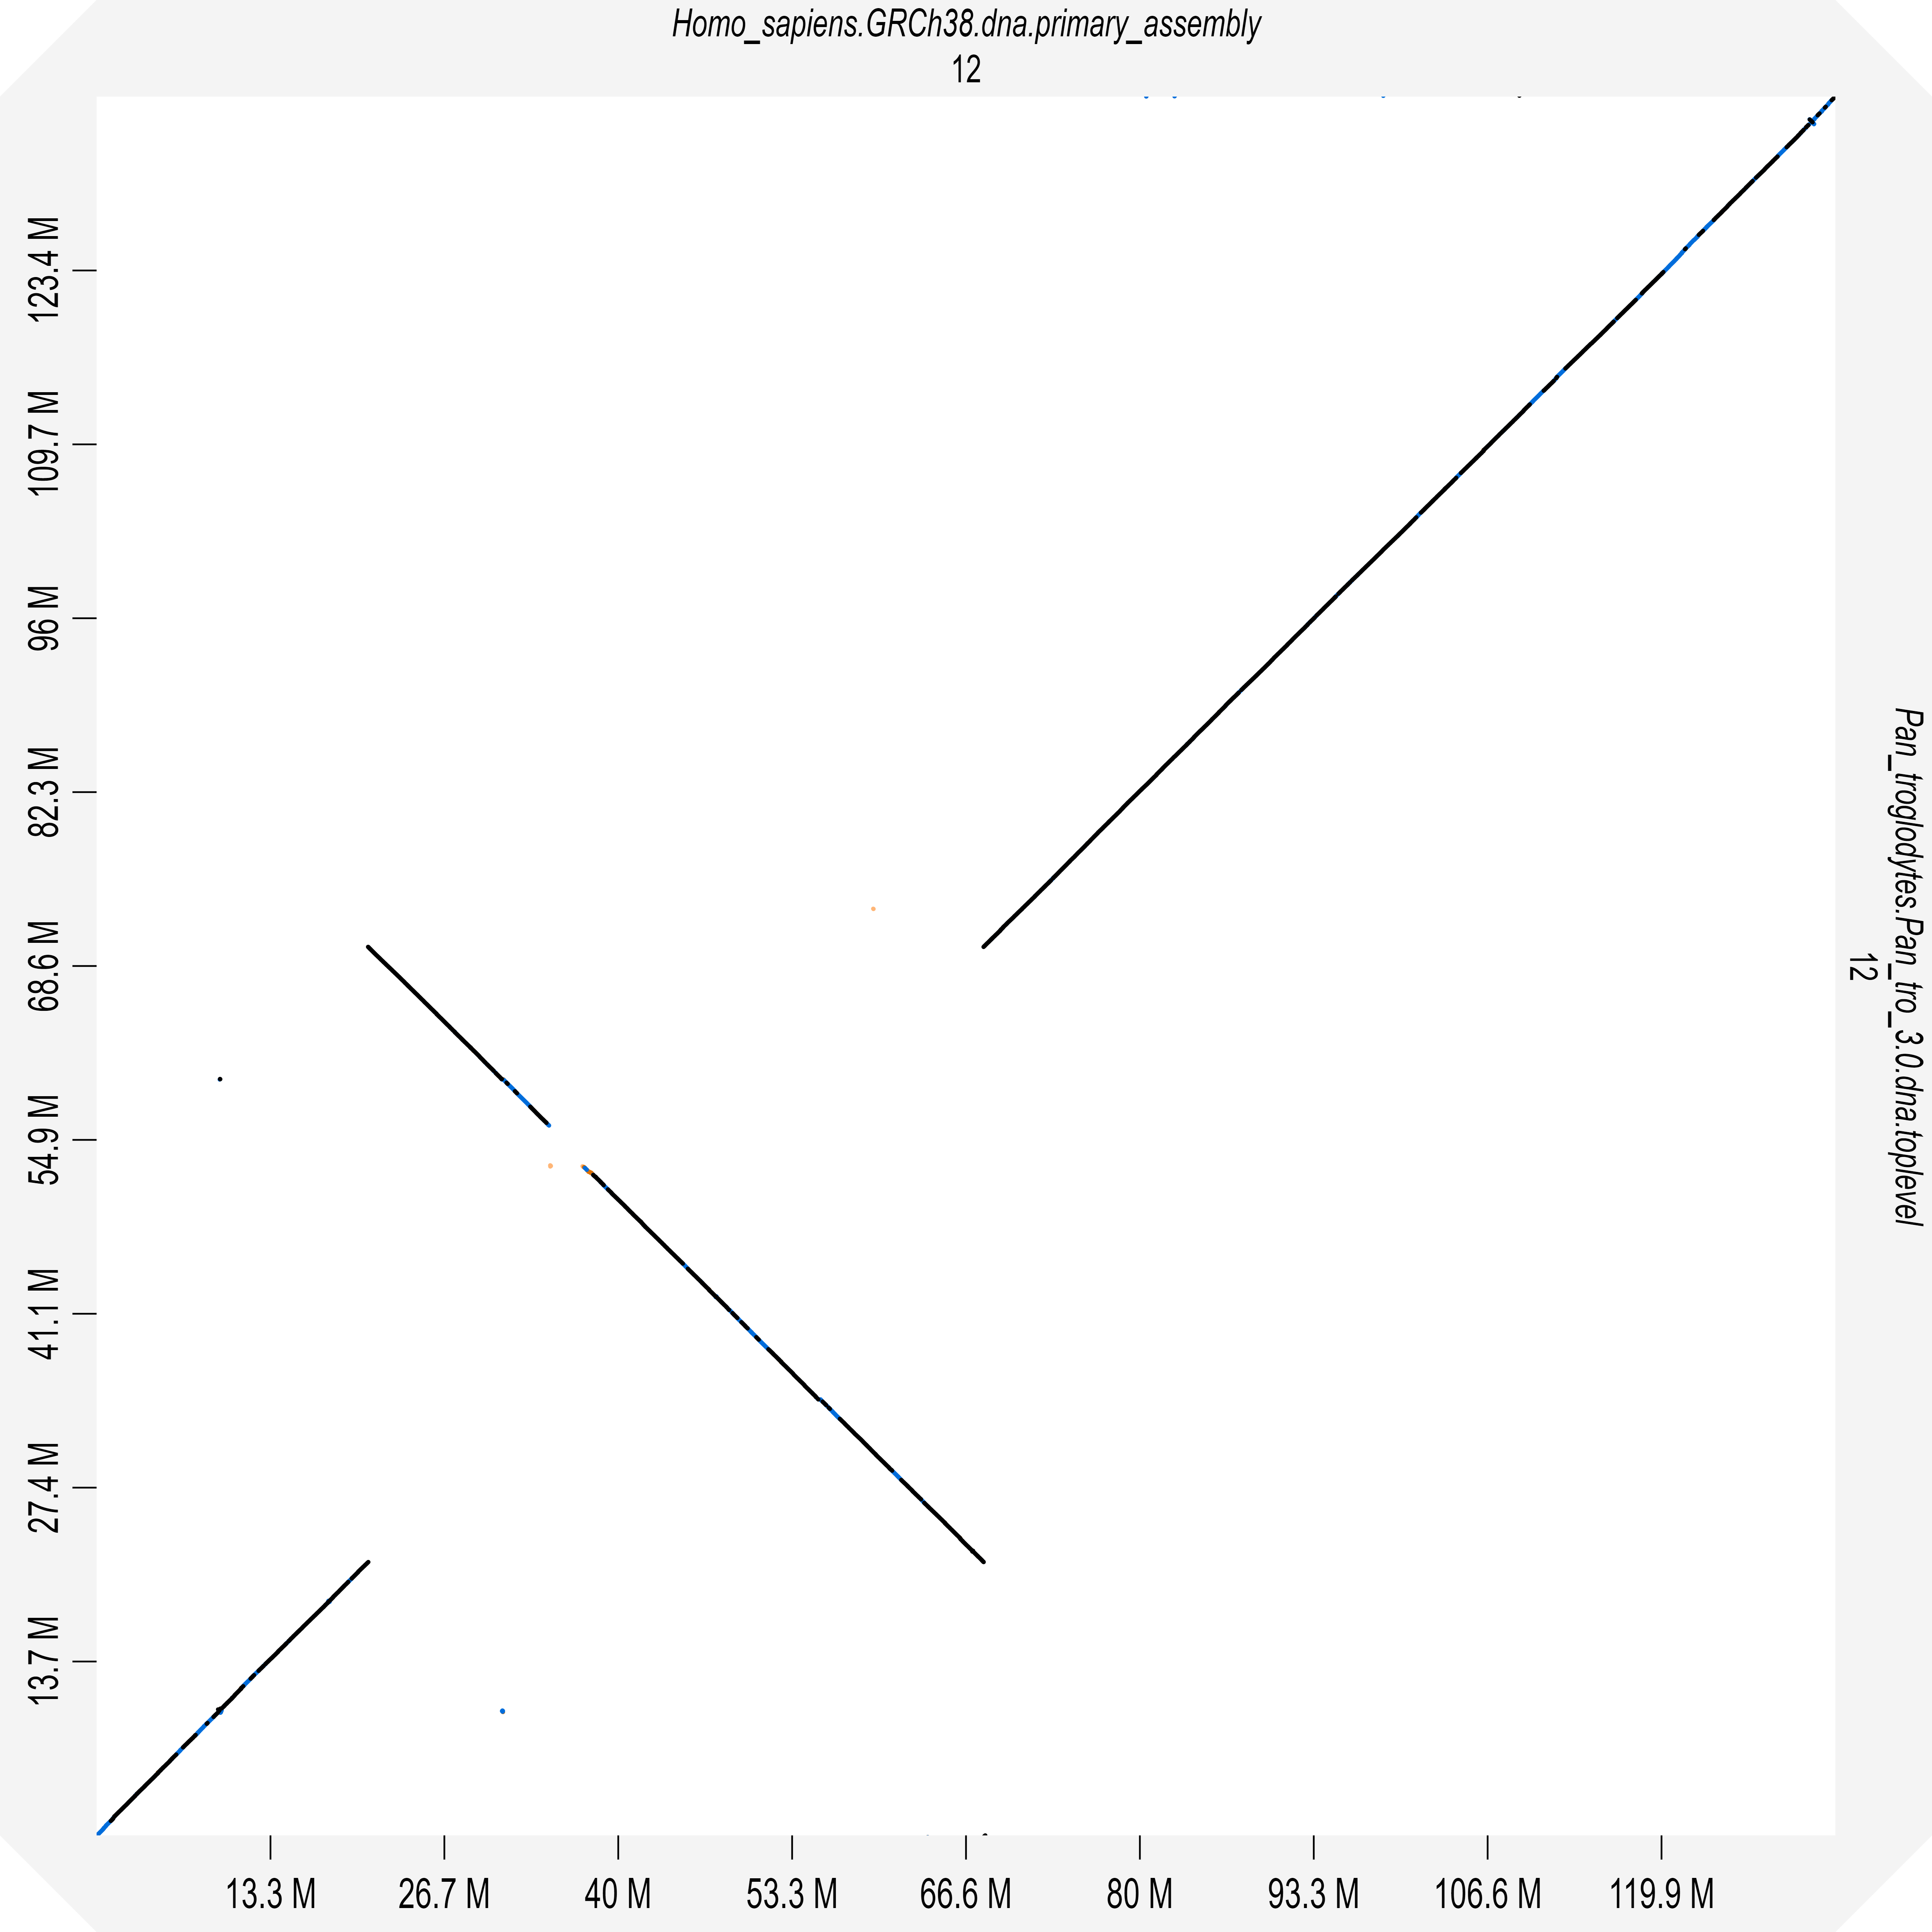 Homo_sapiens.GRCh38.dna.primary_assembly
12
123.4 M
109.7 M
96 M
82.3 M
68.6 M
54.9 M
41.1 M
27.4 M
13.7 M
Pan_troglodytes.Pan_tro_3.0.dna.toplevel
12
13.3 M
26.7 M
40 M
53.3 M
66.6 M
80 M
93.3 M
106.6 M
119.9 M